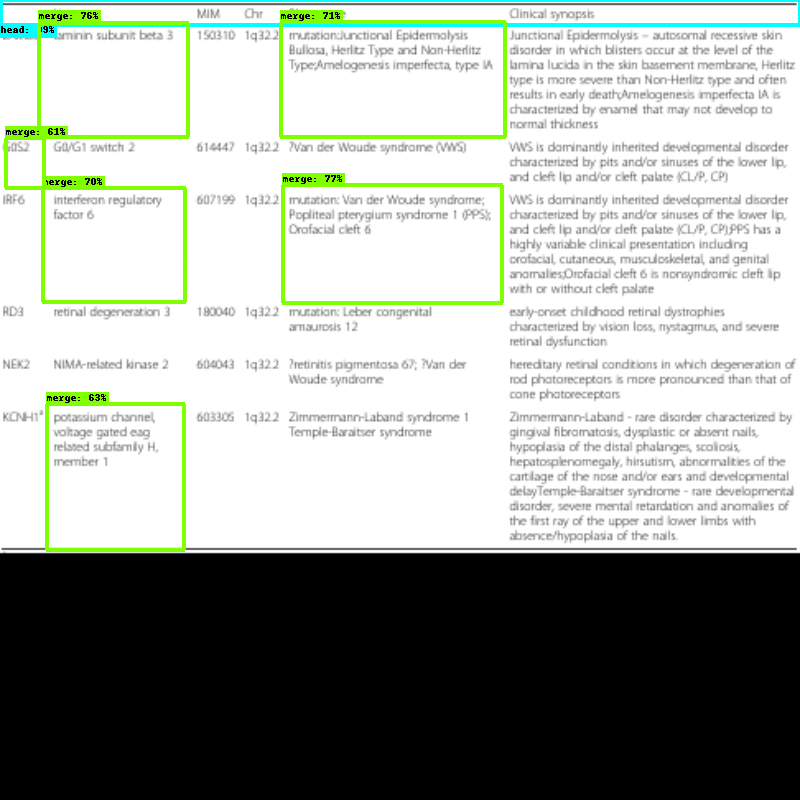 merge: 76% merge: 71%
MIM Chr Clinical synopsis
head: 99%
laminin subunit beta 3 150310 1q32.2 mutation:Junctional Epidermolysis Junctional Epidermolysis – autosomal recessive skin
Bullosa, Herlitz Type and Non-Herlitz disorder in which blisters occur at the level of the
Type;Amelogenesis imperfecta, type IA lamina lucida in the skin basement membrane, Herlitz
type is more severe than Non-Herlitz type and often
results in early death;Amelogenesis imperfecta IA is
characterized by enamel that may not develop to
normal thickness
merge: 61%
G0S2 G0/G1 switch 2 614447 1q32.2 ?Van der Woude syndrome (VWS) VWS is dominantly inherited developmental disorder
characterized by pits and/or sinuses of the lower lip,
and cleft lip and/or cleft palate (CL/P, CP)
merge: 70% merge: 77%
IRF6 interferon regulatory 607199 1q32.2 mutation: Van der Woude syndrome; VWS is dominantly inherited developmental disorder
factor 6 Popliteal pterygium syndrome 1 (PPS); characterized by pits and/or sinuses of the lower lip,
Orofacial cleft 6 and cleft lip and/or cleft palate (CL/P, CP);PPS has a
highly variable clinical presentation including
orofacial, cutaneous, musculoskeletal, and genital
anomalies;Orofacial cleft 6 is nonsyndromic cleft lip
with or without cleft palate
RD3 retinal degeneration 3 180040 1q32.2 mutation: Leber congenital early-onset childhood retinal dystrophies
amaurosis 12 characterized by vision loss, nystagmus, and severe
retinal dysfunction
NEK2 NIMA-related kinase 2 604043 1q32.2 ?retinitis pigmentosa 67; ?Van der hereditary retinal conditions in which degeneration of
Woude syndrome rod photoreceptors is more pronounced than that of
cone photoreceptors
merge: 63%
KCNH1ª potassium channel, 603305 1q32.2 Zimmermann-Laband syndrome 1 Zimmermann-Laband - rare disorder characterized by
voltage gated eag Temple-Baraitser syndrome gingival fibromatosis, dysplastic or absent nails,
related subfamily H, hypoplasia of the distal phalanges, scoliosis,
member 1 hepatosplenomegaly, hirsutism, abnormalities of the
cartilage of the nose and/or ears and developmental
delayTemple-Baraitser syndrome - rare developmental
disorder, severe mental retardation and anomalies of
the first ray of the upper and lower limbs with
absence/hypoplasia of the nails.